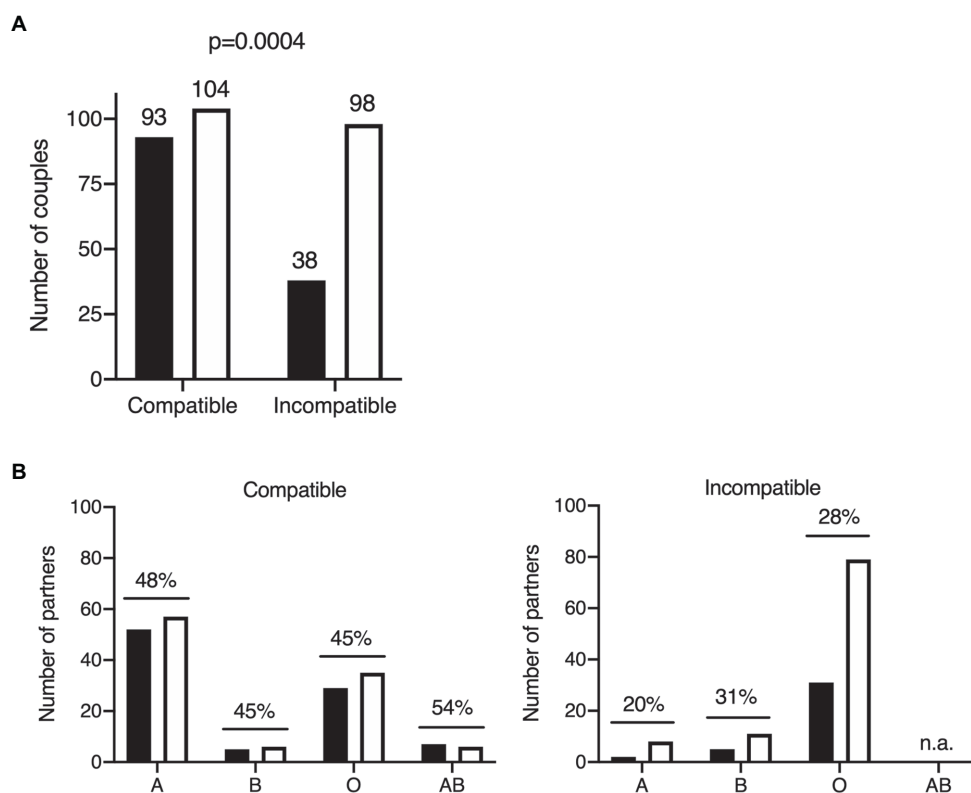 A
p=0.0004
Number of couples
100
75
50
25
0
93
104
38
98
Compatible
Incompatible
B
Compatible
Number of partners
100
80
60
40
20
0
48%
45%
45%
54%
A
B
O
AB
Incompatible
Number of partners
100
80
60
40
20
0
20%
31%
28%
n.a.
A
B
O
AB